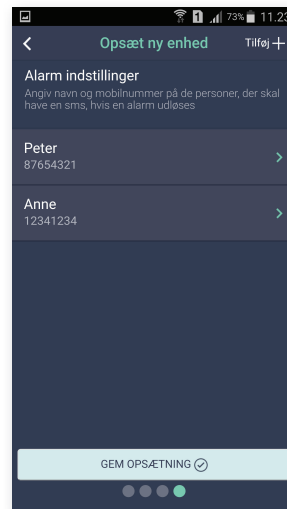 1 73% 11.23
Opsæt ny enhed
Tilføj
Alarm indstillinger
Angiv navn og mobilnummer på de personer, der skal
have en sms, hvis en alarm udløses
Peter
87654321
Anne
12341234
GEM OPSÆTNING